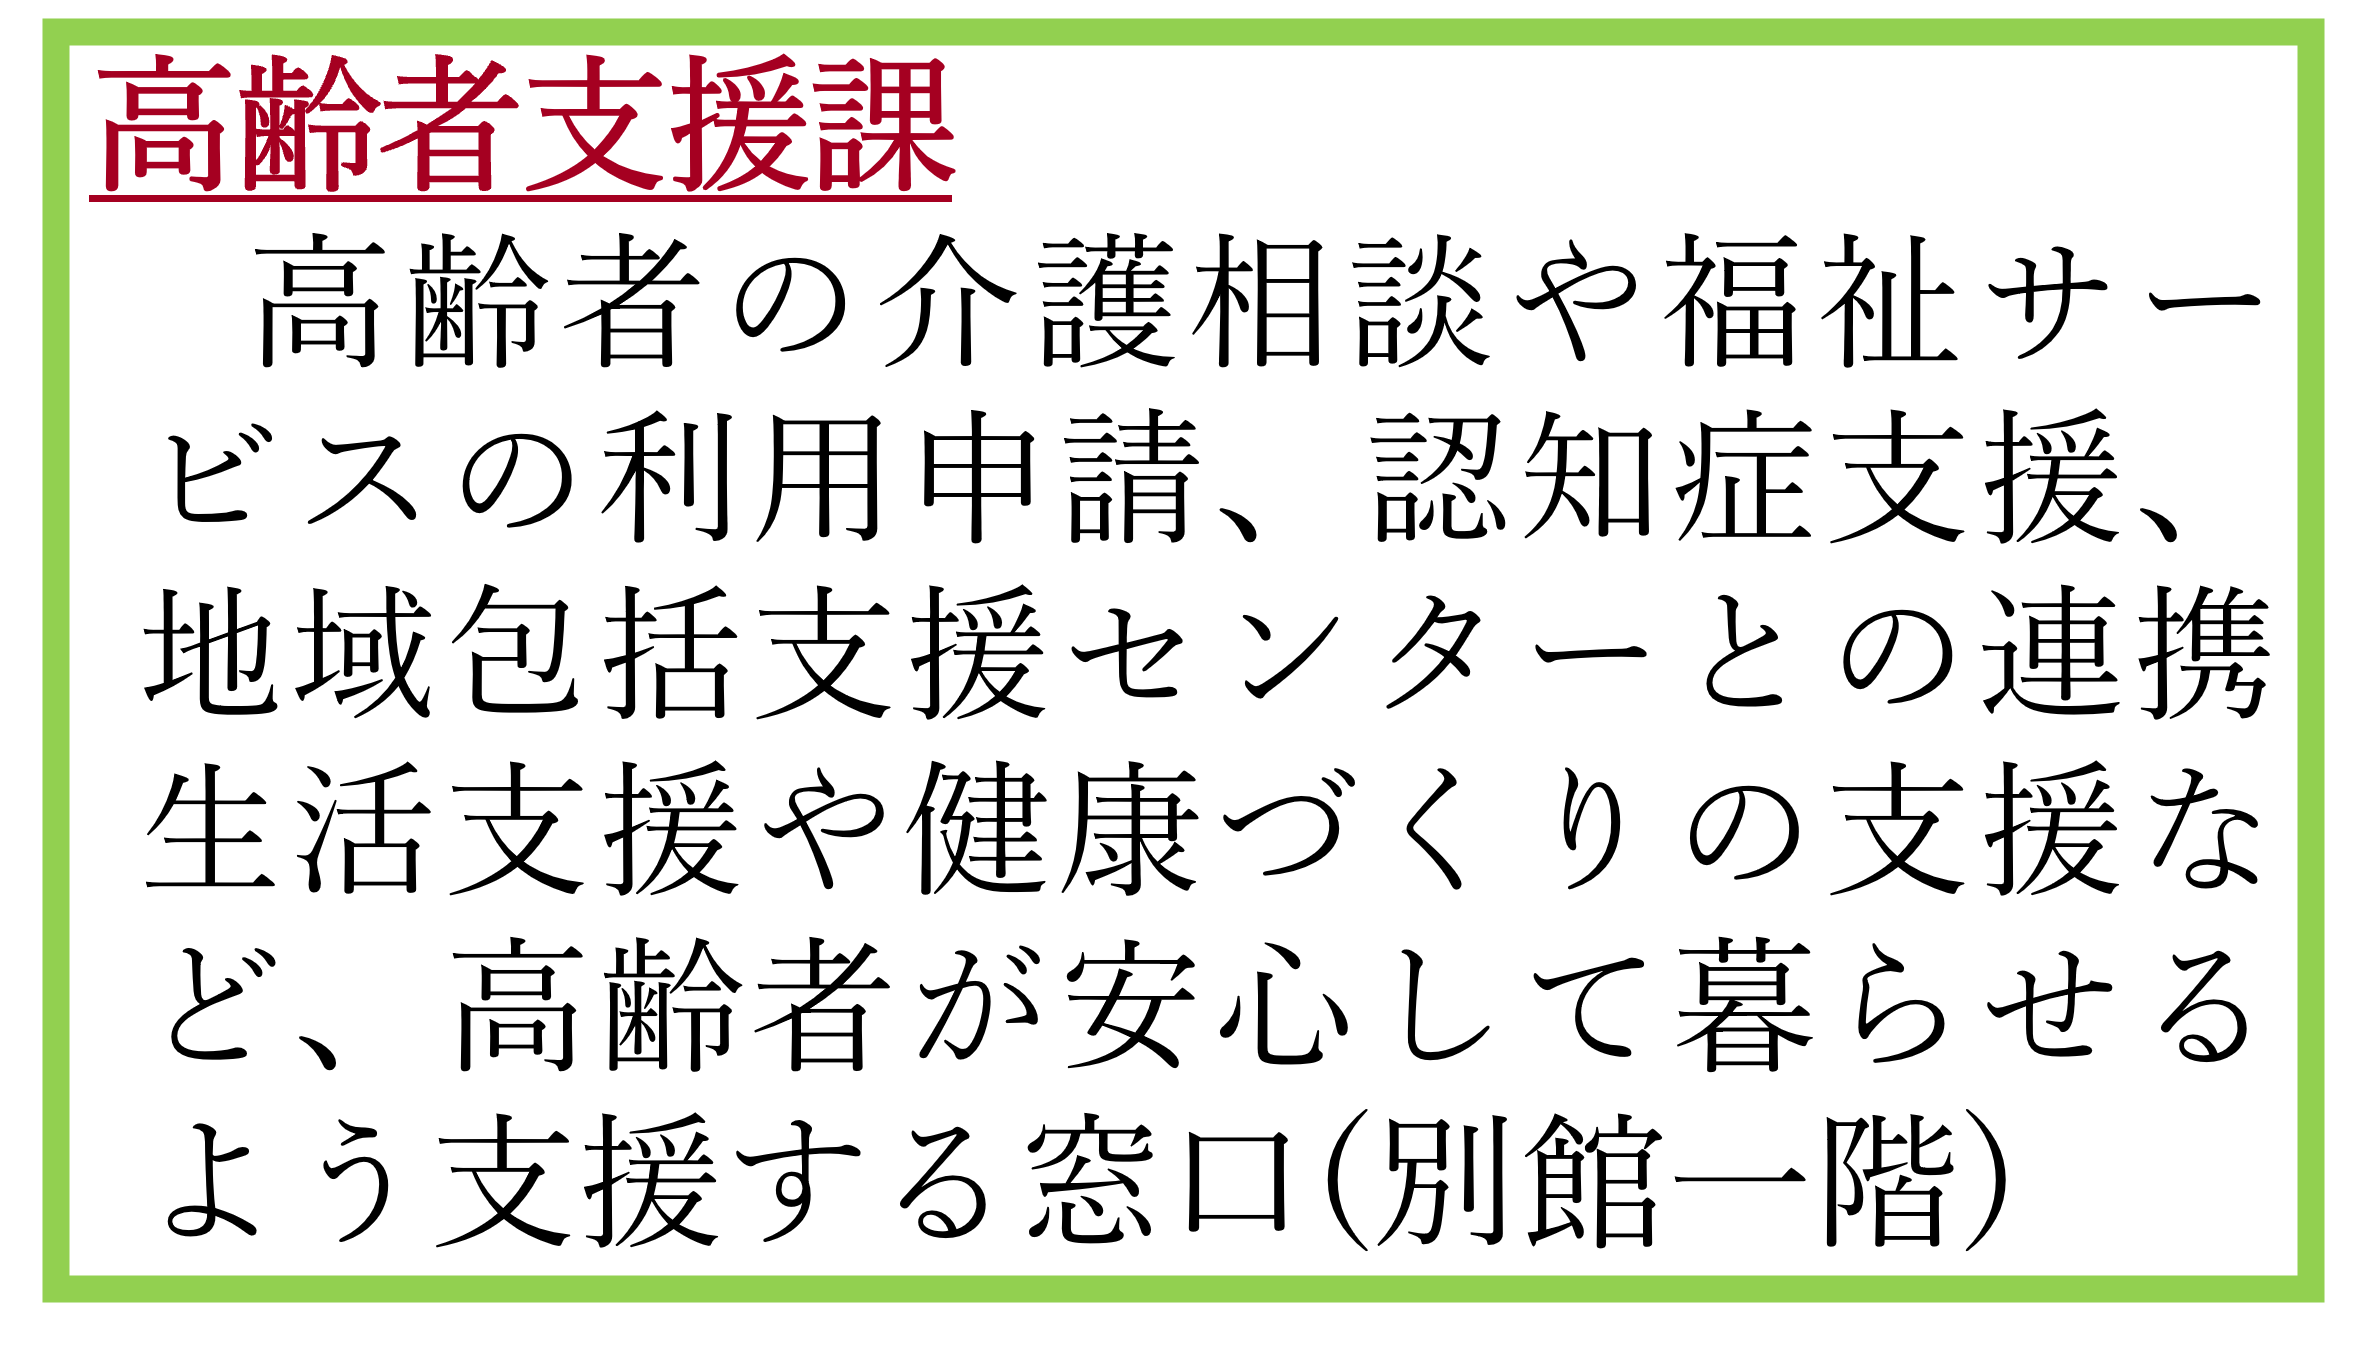 高齢者支援課
高齢者の介護相談や福祉サー
ビスの利用申請、認知症支援、
地域包括支援センターとの連携
生活支援や健康づくりの支援な
ど、高齢者が安心して暮らせる
よう支援する窓口(別館一階)